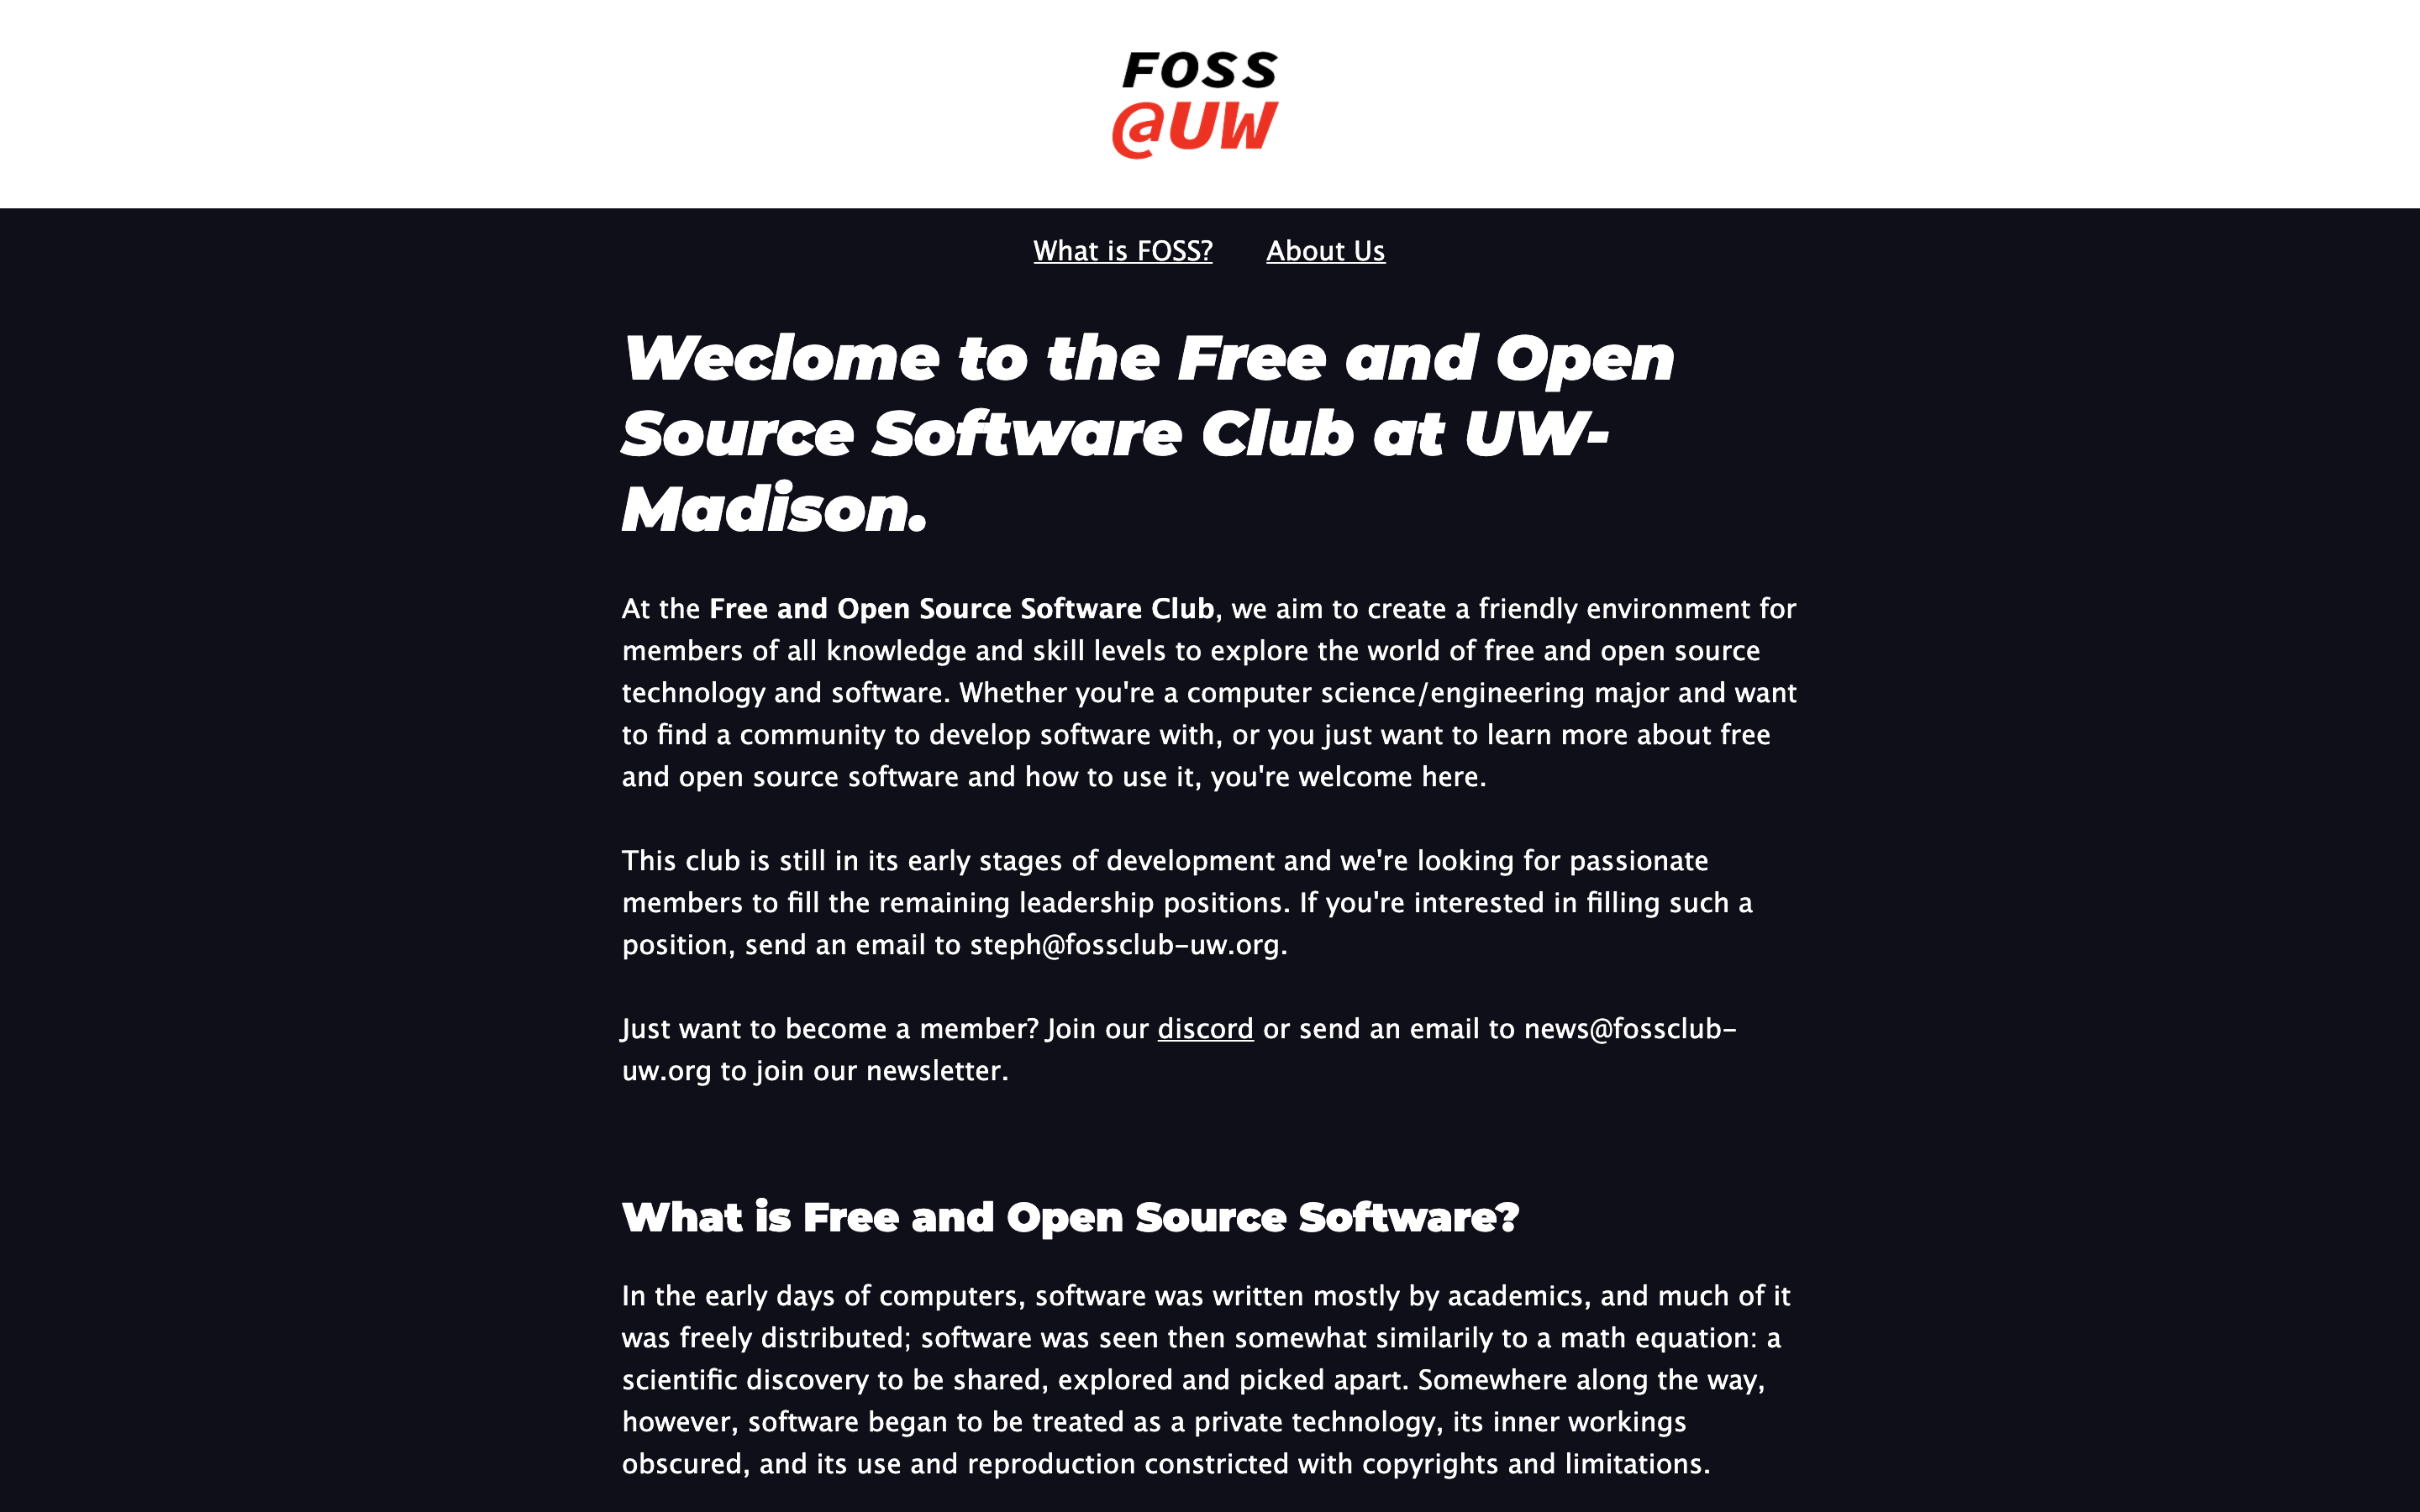 FOSS
@UW
What is FOSS? About Us
Weclome to the Free and Open
Source Software Club at UW-
Madison.
At the Free and Open Source Software Club, we aim to create a friendly environment for
members of all knowledge and skill levels to explore the world of free and open source
technology and software. Whether you're a computer science/engineering major and want
to find a community to develop software with, or you just want to learn more about free
and open source software and how to use it, you're welcome here.
This club is still in its early stages of development and we're looking for passionate
members to fill the remaining leadership positions. If you're interested in filling such a
position, send an email to steph@fossclub-uw.org.
Just want to become a member? Join our discord or send an email to news@fossclub-
uw.org to join our newsletter.
What is Free and Open Source Software?
In the early days of computers, software was written mostly by academics, and much of it
was freely distributed; software was seen then somewhat similarily to a math equation: a
scientific discovery to be shared, explored and picked apart. Somewhere along the way,
however, software began to be treated as a private technology, its inner workings
obscured, and its use and reproduction constricted with copyrights and limitations.